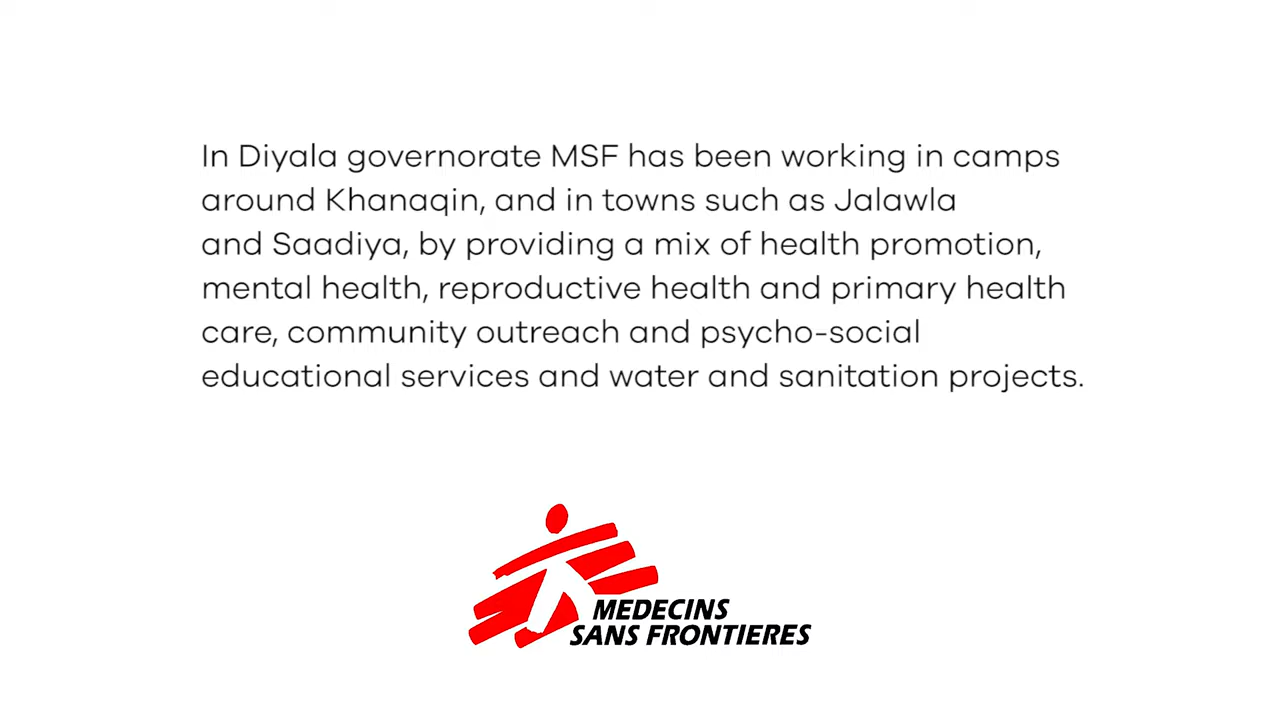 In Diyala governorate MSF has been working in camps
around Khanaqin, and in towns such as Jalawla
and Saadiya, by providing a mix of health promotion,
mental health, reproductive health and primary health
care, community outreach and psycho-social
educational services and water and sanitation projects.
MEDECINS
SANS FRONTIERES